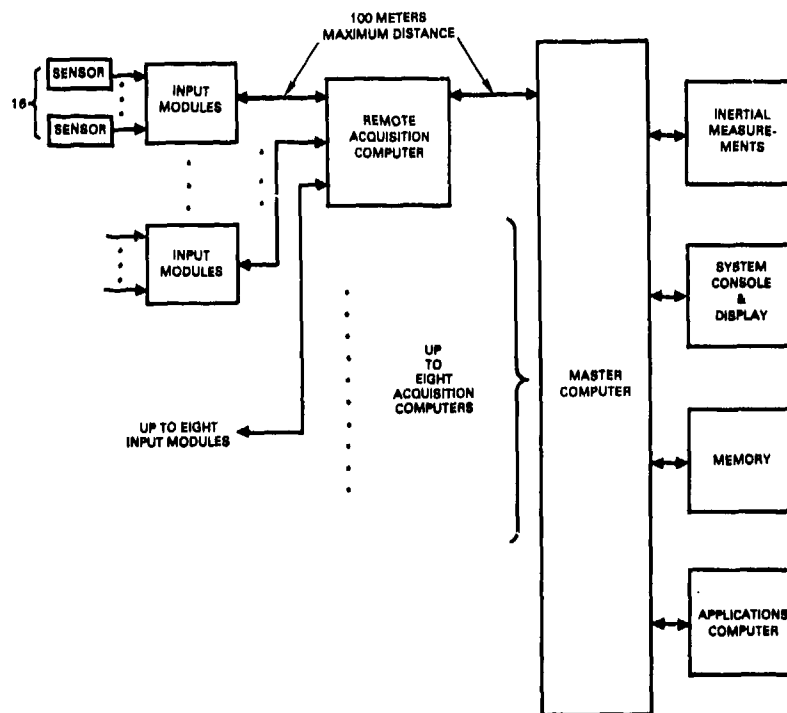 100 METERS
MAXIMUM DISTANCE
16
SENSOR
SENSOR
INPUT
MODULES
REMOTE
ACQUISITION
COMPUTER
INPUT
MODULES
UP TO EIGHT
INPUT MODULES
UP
TO
EIGHT
ACQUISITION
COMPUTERS
MASTER
COMPUTER
INERTIAL
MEASURE-
MENTS
SYSTEM
CONSOLE
&
DISPLAY
MEMORY
APPLICATIONS
COMPUTER